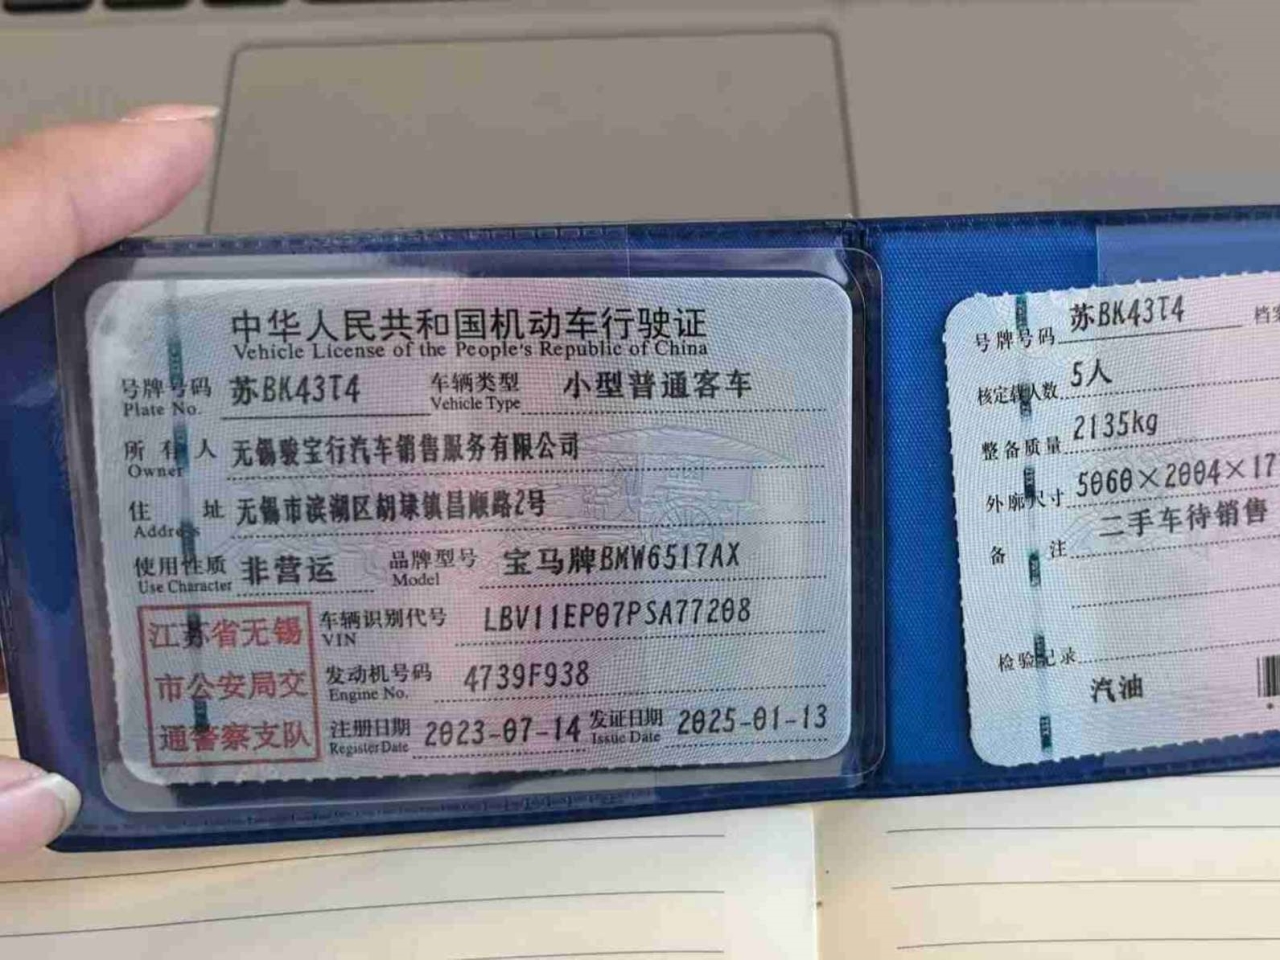 中华人民共和国机动车行驶证
Vehicle License of the People's Republic of China
号牌号码 苏BK43T4 车辆类型 小型普通客车
Plate No. Vehicle Type
所有人 无锡骏宝行汽车销售服务有限公司
Owner
住址 无锡市滨湖区胡埭镇昌顺路2号
Address
使用性质 非营运 品牌型号 宝马牌BMW6517AX
Use Character Model
江苏省无锡
市公安局交
通警察支队
车辆识别代号 LBV11EP07PSA77208
VIN
发动机号码 4739F938
Engine No.
注册日期 2023-07-14 发证日期 2025-01-13
Register Date Issue Date
号牌号码 苏BK43T4 档
核定载人数 5人
整备质量 2135kg
外廓尺寸 5060×2004×17
备注 二手车待销售
检验记录
汽油